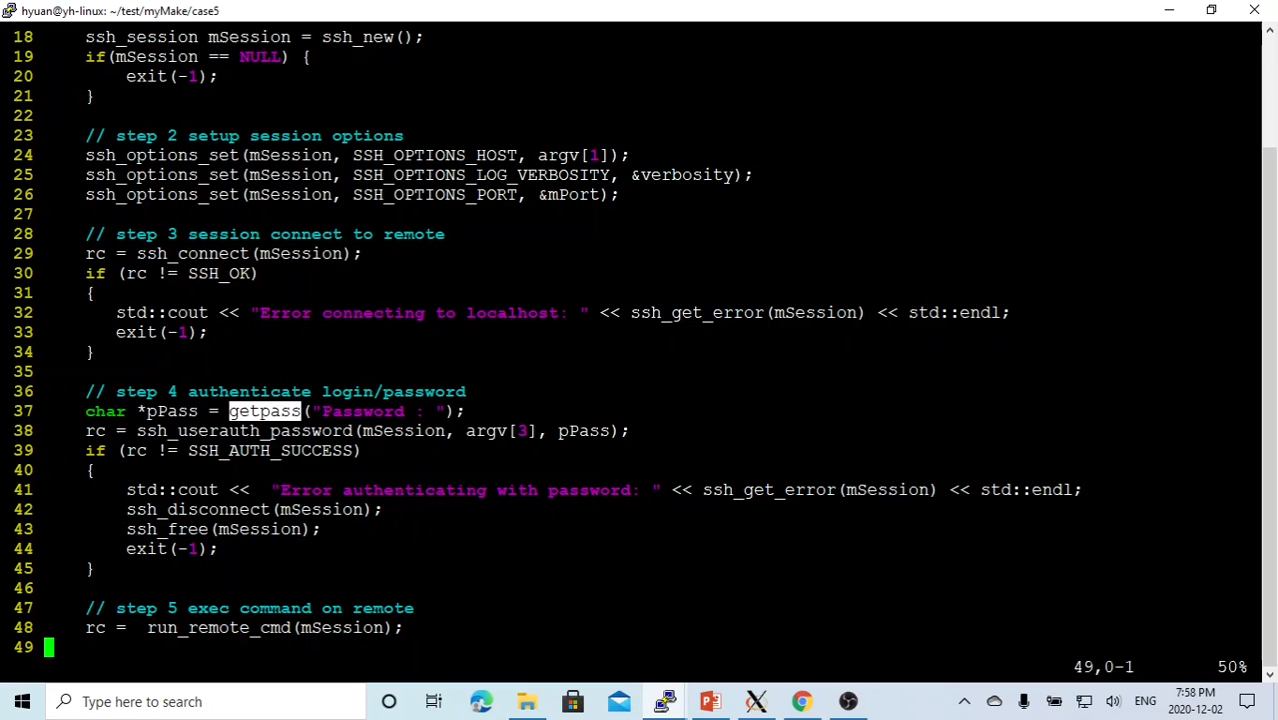 hyuan@yh-linux: ~/test/myMake/case5
18 ssh_session mSession = ssh_new();
19 if(mSession == NULL) {
20 exit(-1);
21 }
22
23 // step 2 setup session options
24 ssh_options_set(mSession, SSH_OPTIONS_HOST, argv[1]);
25 ssh_options_set(mSession, SSH_OPTIONS_LOG_VERBOSITY, &verbosity);
26 ssh_options_set(mSession, SSH_OPTIONS_PORT, &mPort);
27
28 // step 3 session connect to remote
29 rc = ssh_connect(mSession);
30 if (rc != SSH_OK)
31 {
32 std::cout << "Error connecting to localhost: " << ssh_get_error(mSession) << std::endl;
33 exit(-1);
34 }
35
36 // step 4 authenticate login/password
37 char *pPass = getpass("Password : ");
38 rc = ssh_userauth_password(mSession, argv[3], pPass);
39 if (rc != SSH_AUTH_SUCCESS)
40 {
41 std::cout << "Error authenticating with password: " << ssh_get_error(mSession) << std::endl;
42 ssh_disconnect(mSession);
43 ssh_free(mSession);
44 exit(-1);
45 }
46
47 // step 5 exec command on remote
48 rc = run_remote_cmd(mSession);
49
49,0-1 50%
Type here to search
ENG
7:58 PM
2020-12-02